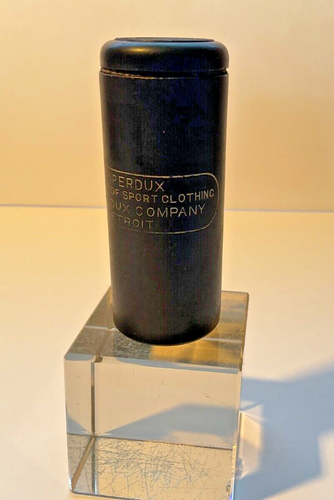 PERDUX
OF SPORT CLOTHING
DUX COMPANY
ETROIT